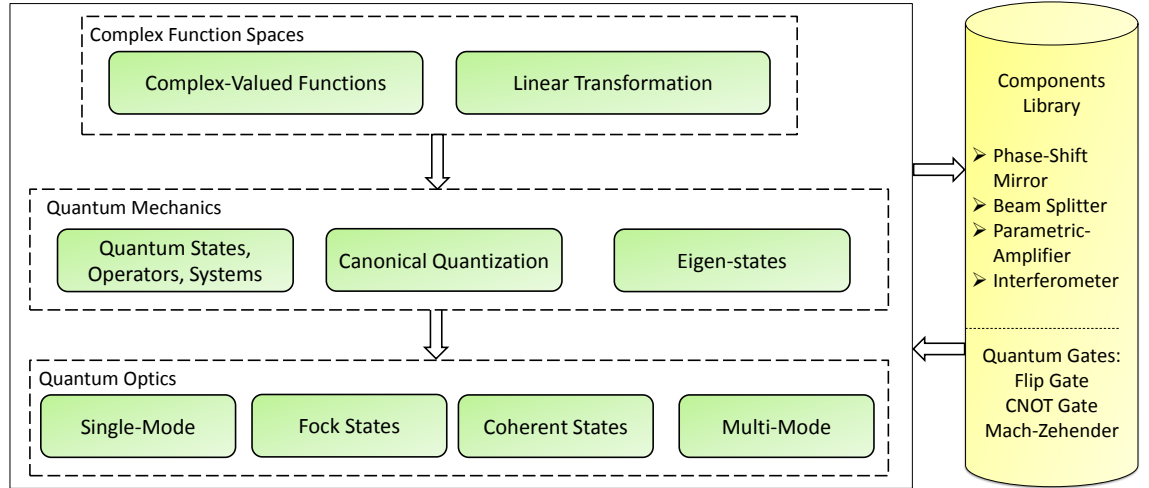 Complex Function Spaces
Complex-Valued Functions
Linear Transformation
Quantum Mechanics
Quantum States,
Operators, Systems
Canonical Quantization
Eigen-states
Quantum Optics
Single-Mode
Fock States
Coherent States
Multi-Mode
Components
Library
➢ Phase-Shift
Mirror
➢ Beam Splitter
➢ Parametric-
Amplifier
➢ Interferometer
Quantum Gates:
Flip Gate
CNOT Gate
Mach-Zehender